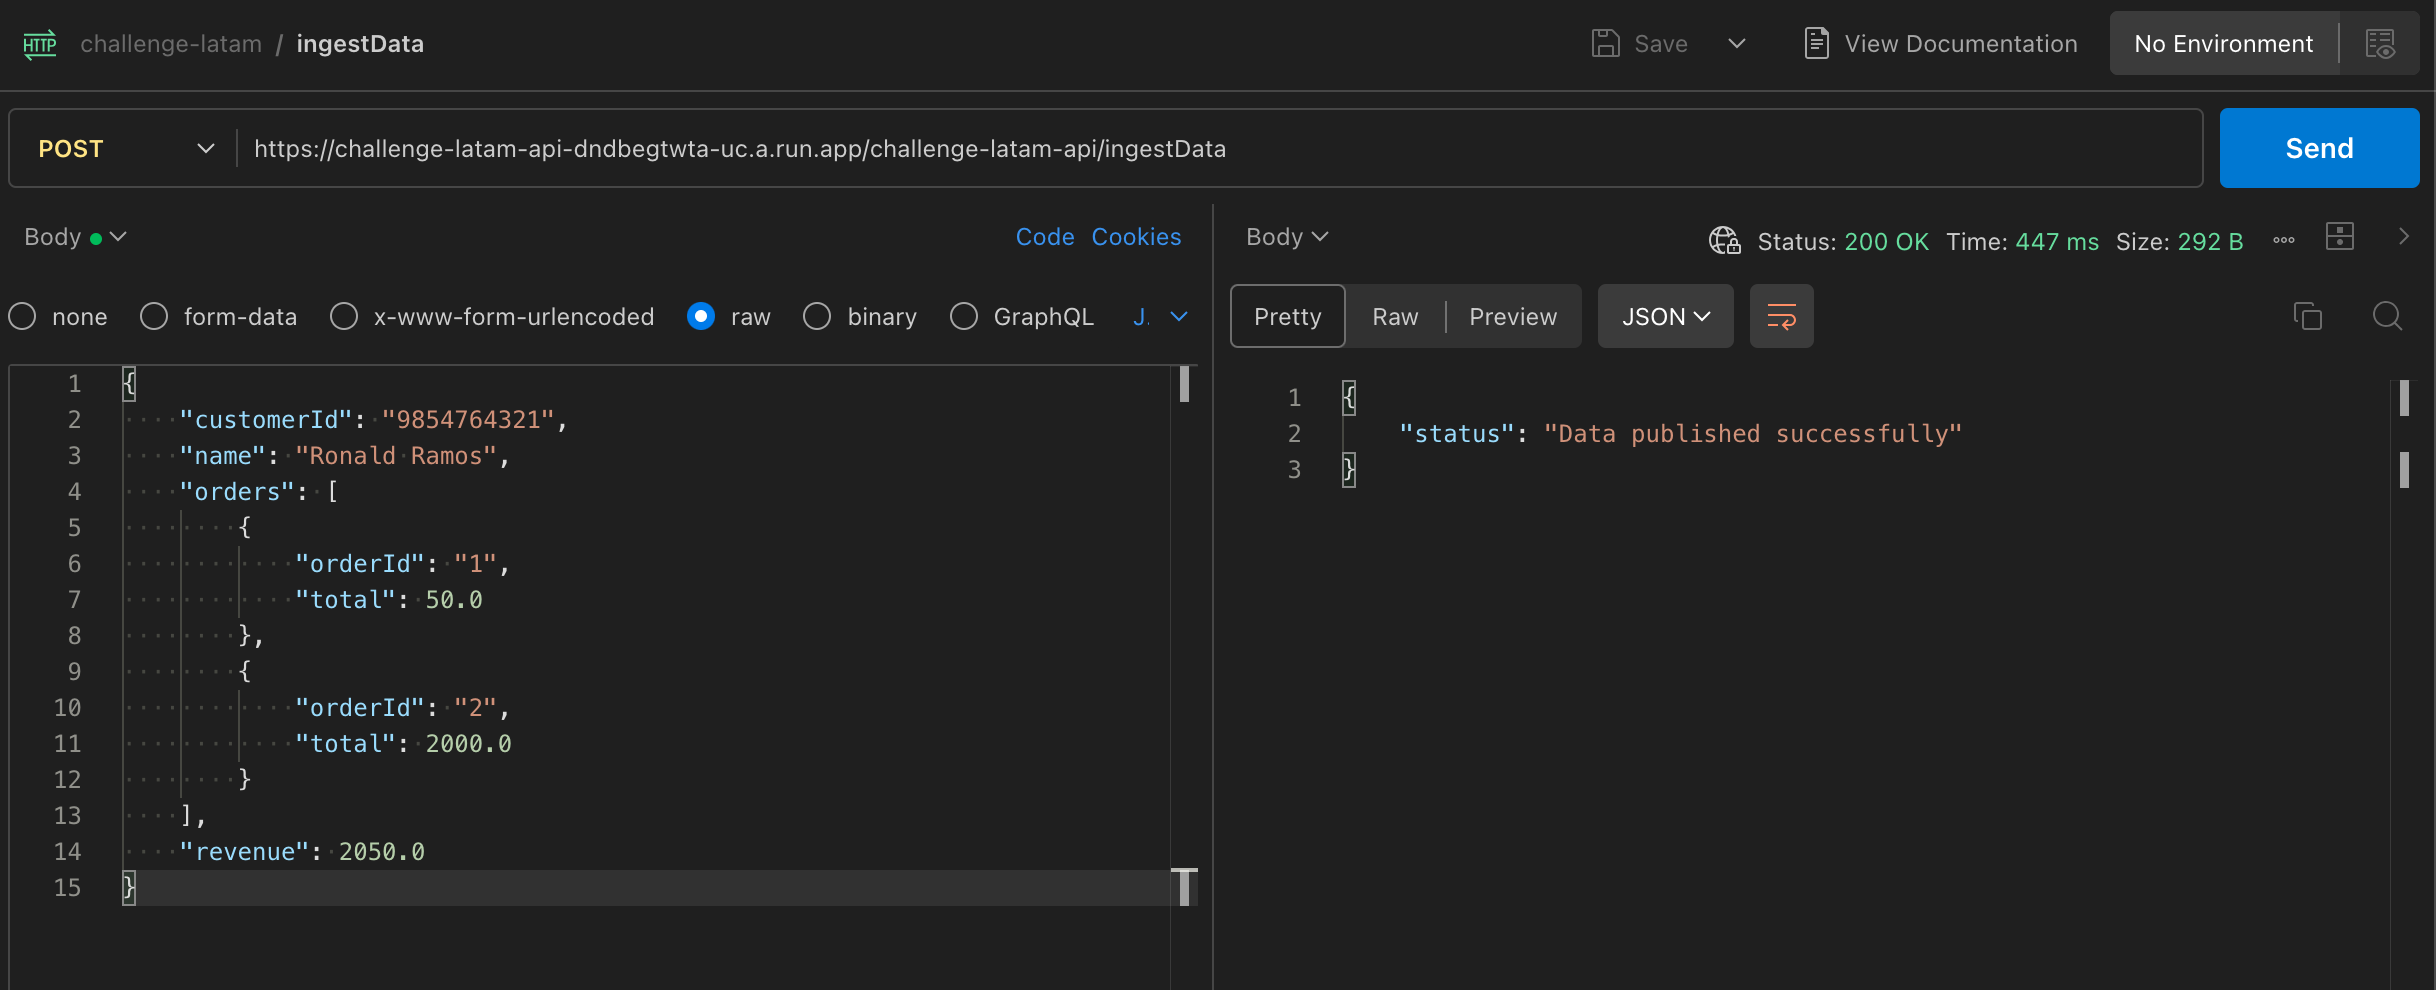 HTTP challenge-latam / ingestData Save View Documentation No Environment
POST https://challenge-latam-api-dndbegtwta-uc.a.run.app/challenge-latam-api/ingestData Send
Body Code Cookies
none form-data x-www-form-urlencoded raw binary GraphQL J.
1 {
2 "customerId": "9854764321",
3 "name": "Ronald Ramos",
4 "orders": [
5 {
6 "orderId": "1",
7 "total": 50.0
8 },
9 {
10 "orderId": "2",
11 "total": 2000.0
12 }
13 ],
14 "revenue": 2050.0
15 }
Body Status: 200 OK Time: 447 ms Size: 292 B
Pretty Raw Preview JSON
1 {
2 "status": "Data published successfully"
3 }